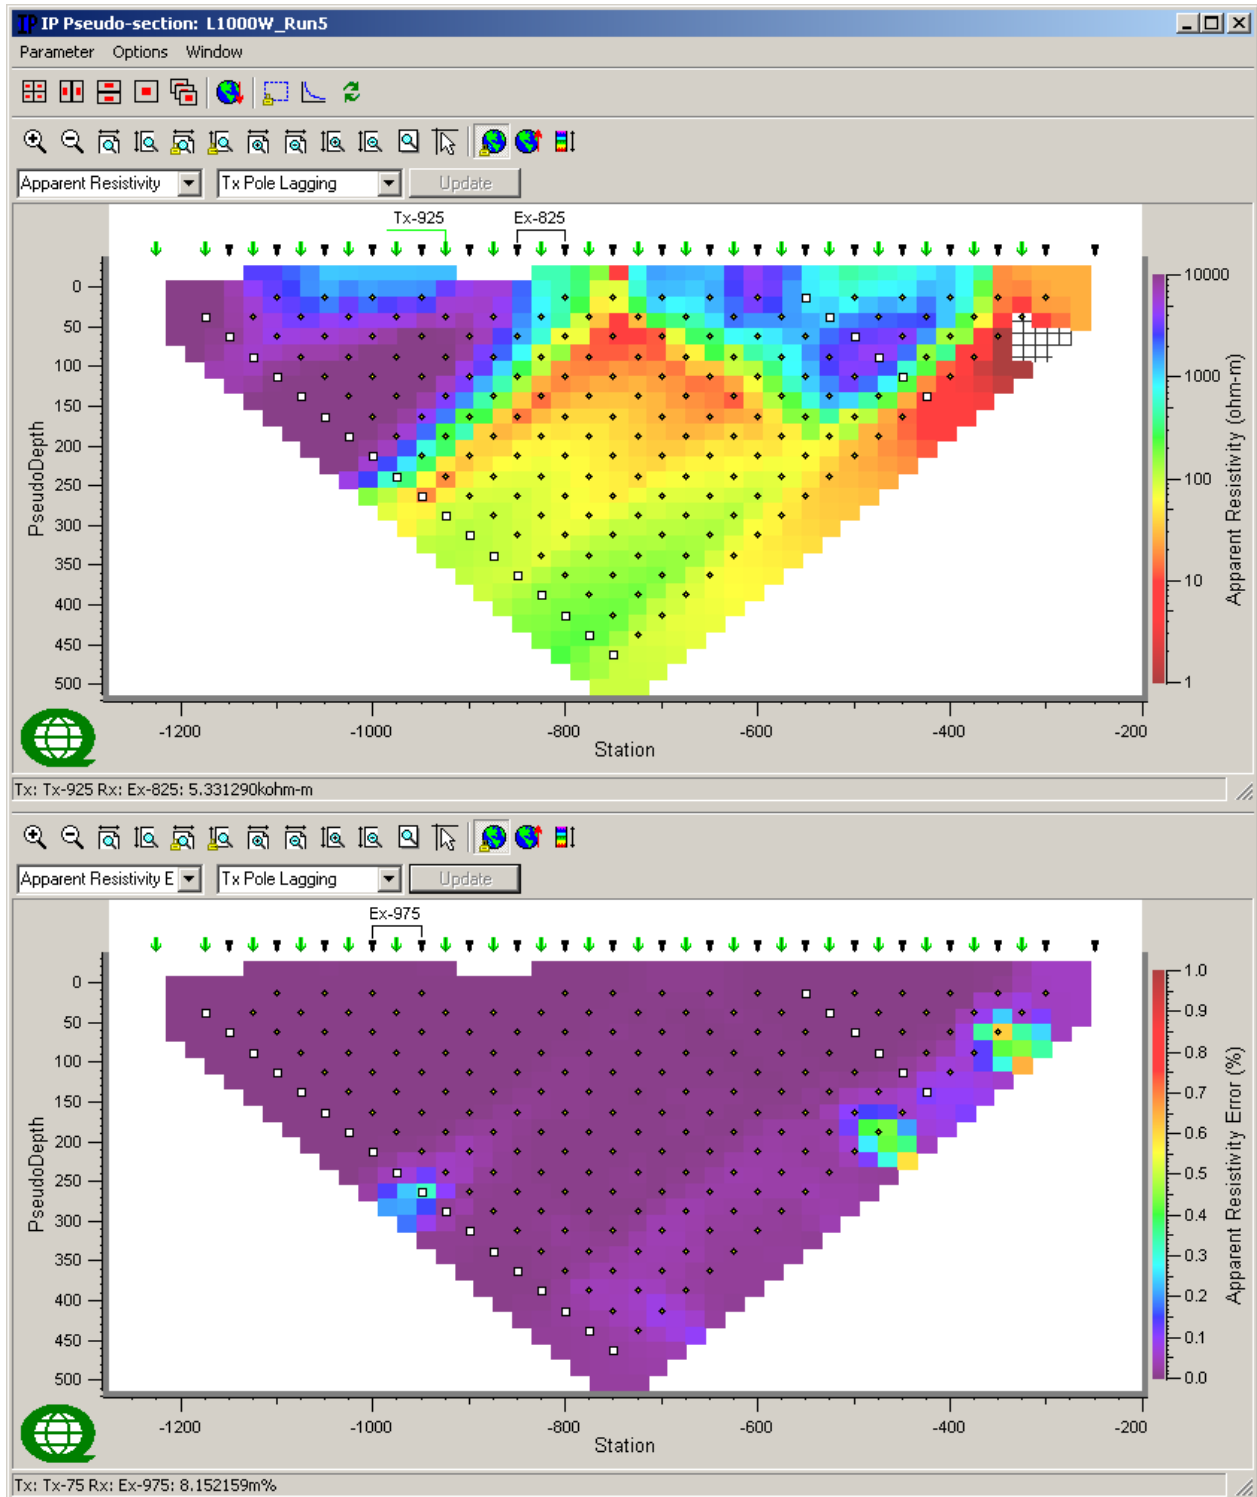 IP IP Pseudo-section: L1000W_Run5
Parameter Options Window
Apparent Resistivity Tx Pole Lagging Update
Tx-925 Ex-825
0
50
100
150
200
250
300
350
400
450
500
PseudoDepth
-1200 -1000 -800 -600 -400 -200
Station
10000
1000
100
10
1
Apparent Resistivity (ohm-m)
Tx: Tx-925 Rx: Ex-825: 5.331290kohm-m
Apparent Resistivity E Tx Pole Lagging Update
Ex-975
0
50
100
150
200
250
300
350
400
450
500
PseudoDepth
-1200 -1000 -800 -600 -400 -200
Station
1.0
0.9
0.8
0.7
0.6
0.5
0.4
0.3
0.2
0.1
0.0
Apparent Resistivity Error (%)
Tx: Tx-75 Rx: Ex-975: 8.152159m%